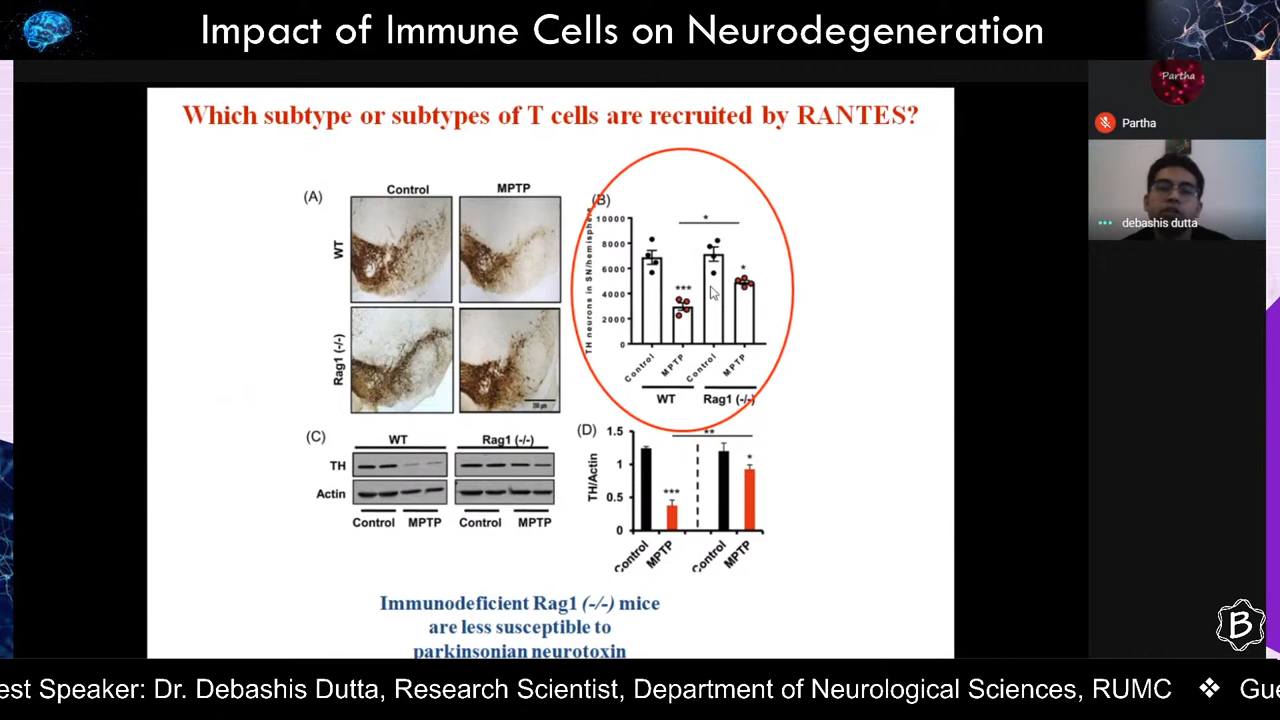 Impact of Immune Cells on Neurodegeneration
Partha
Partha
debashis dutta
Which subtype or subtypes of T cells are recruited by RANTES?
(A)
Control
MPTP
WT
Rag1 (-/-)
200 μm
(B)
TH neurons in SN/hemisphere
10000
8000
6000
4000
2000
0
*
***
*
Control
MPTP
Control
MPTP
WT
Rag1 (-/-)
(C)
WT
Rag1 (-/-)
TH
Actin
Control
MPTP
Control
MPTP
(D)
TH/Actin
1.5
1
0.5
0
**
***
*
Control
MPTP
Control
MPTP
Immunodeficient Rag1 (-/-) mice
are less susceptible to
parkinsonian neurotoxin
B
est Speaker: Dr. Debashis Dutta, Research Scientist, Department of Neurological Sciences, RUMC ❖ Gue